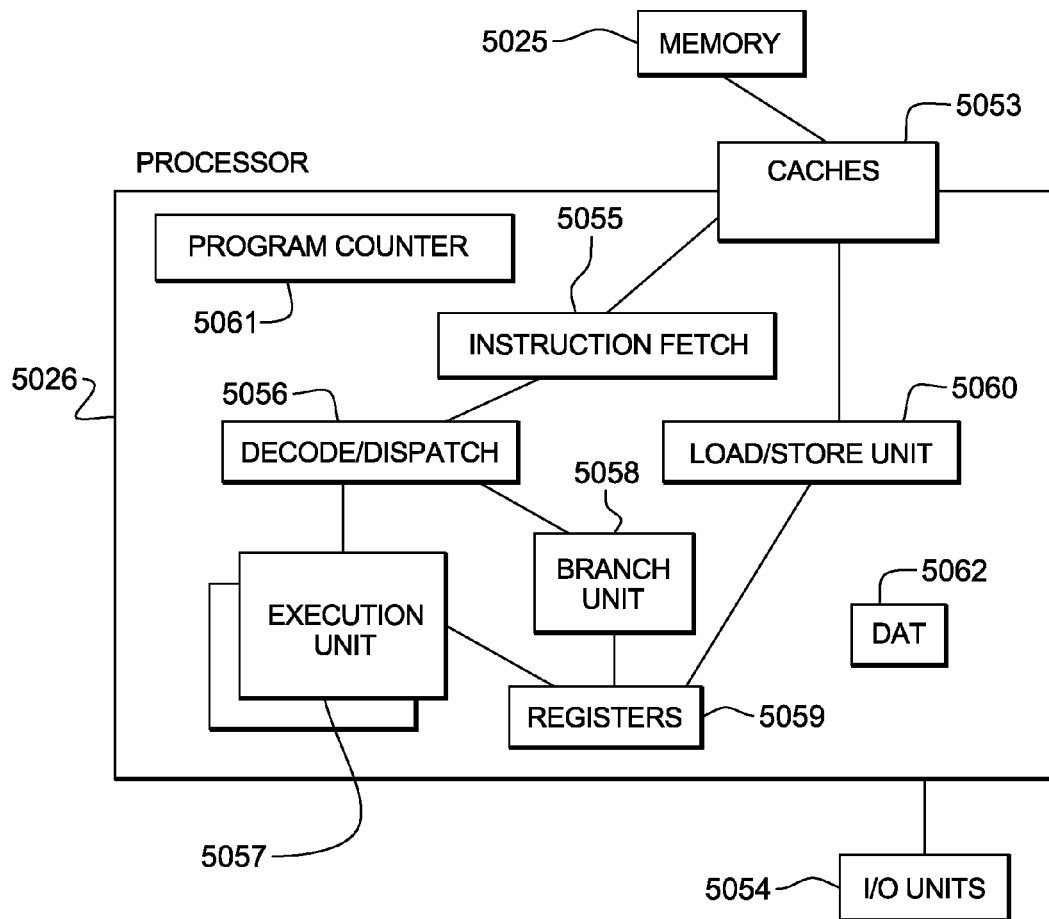 5025
MEMORY
5053
PROCESSOR
CACHES
PROGRAM COUNTER
5055
5061
INSTRUCTION FETCH
5026
5056
5060
DECODE/DISPATCH
LOAD/STORE UNIT
5058
BRANCH
UNIT
5062
EXECUTION
UNIT
DAT
REGISTERS
5059
5057
5054
I/O UNITS